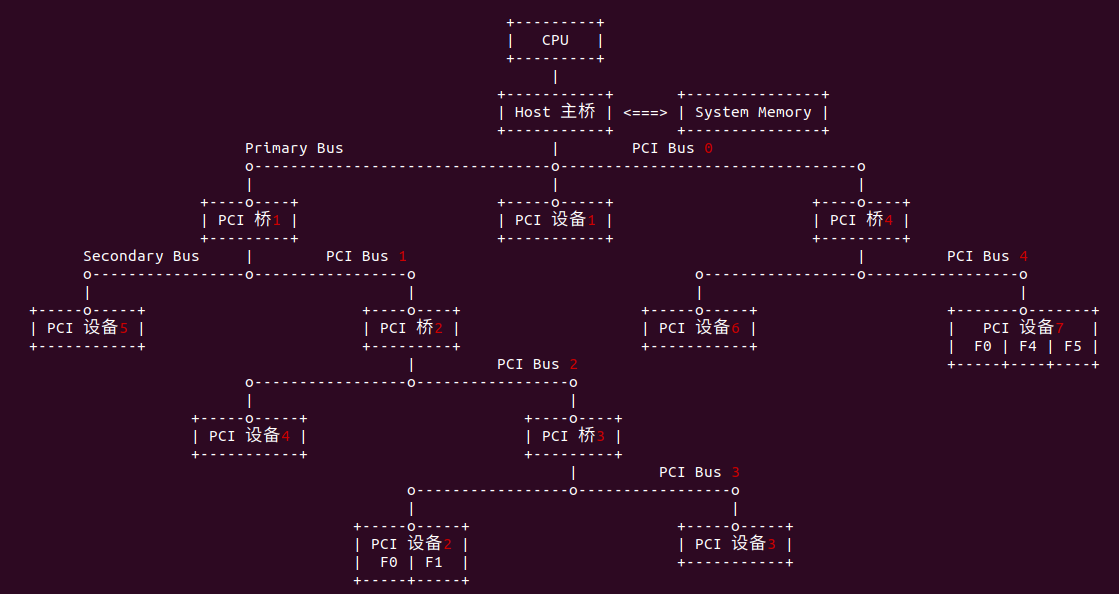 CPU
Host 主桥 <===> System Memory
Primary Bus PCI Bus 0
PCI 桥1 PCI 设备1 PCI 桥4
Secondary Bus PCI Bus 1 PCI Bus 4
PCI 设备5 PCI 桥2 PCI 设备6 PCI 设备7
F0 | F4 | F5
PCI Bus 2
PCI 设备4 PCI 桥3
PCI Bus 3
PCI 设备2 PCI 设备3
F0 | F1